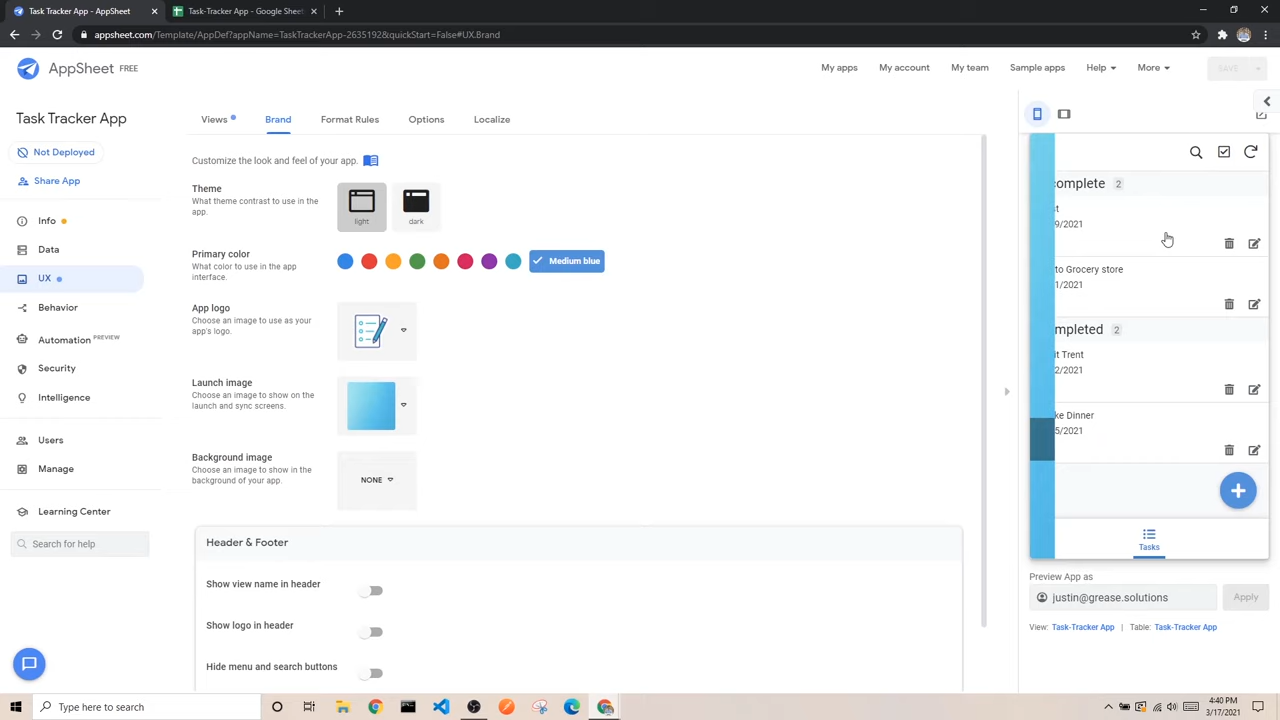 Task Tracker App - AppSheet
Task-Tracker App - Google Sheet
appsheet.com/Template/AppDef?appName=TaskTrackerApp-2635192&quickStart=False#UX.Brand
AppSheet FREE
My apps
My account
My team
Sample apps
Help
More
SAVE
Task Tracker App
Not Deployed
Share App
Info
Data
UX
Behavior
Automation PREVIEW
Security
Intelligence
Users
Manage
Learning Center
Search for help
Views
Brand
Format Rules
Options
Localize
Customize the look and feel of your app.
Theme
What theme contrast to use in the
app.
light
dark
Primary color
What color to use in the app
interface.
Medium blue
App logo
Choose an image to use as your
app's logo.
Launch image
Choose an image to show on the
launch and sync screens.
Background image
Choose an image to show in the
background of your app.
NONE
Header & Footer
Show view name in header
Show logo in header
Hide menu and search buttons
complete 2
st
9/2021
to Grocery store
1/2021
mpleted 2
it Trent
2/2021
ke Dinner
5/2021
Tasks
Preview App as
justin@grease.solutions
Apply
View: Task-Tracker App | Table: Task-Tracker App
Type here to search
4:40 PM
3/17/2021